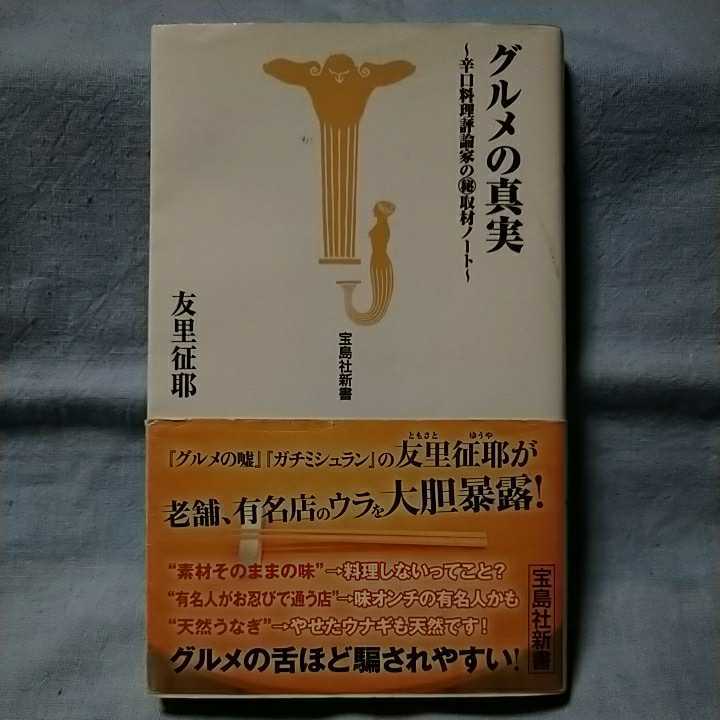 グルメの真実
～辛口料理評論家の㊙取材ノート～
友里征耶
宝島社新書
『グルメの嘘』『ガチミシュラン』の友里征耶が
ともさと ゆうや
老舗、有名店のウラを大胆暴露!
“素材そのままの味”→料理しないってこと?
“有名人がお忍びで通う店”→味オンチの有名人かも
“天然うなぎ”→やせたウナギも天然です!
グルメの舌ほど騙されやすい!
宝島社新書